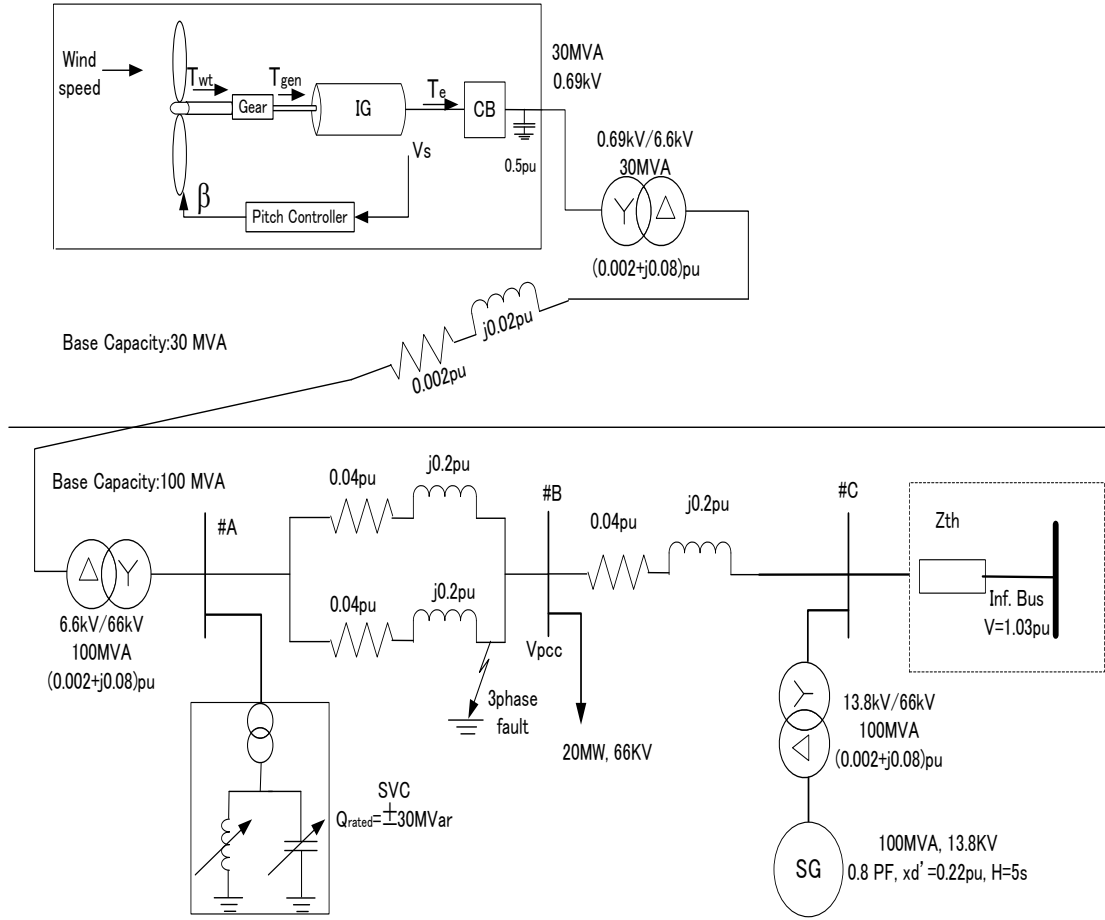 Wind
speed
Twt
Gear
Tgen
IG
Te
CB
0.5pu
Vs
β
Pitch Controller
30MVA
0.69kV
0.69kV/6.6kV
30MVA
(0.002+j0.08)pu
j0.02pu
0.002pu
Base Capacity:30 MVA
Base Capacity:100 MVA
6.6kV/66kV
100MVA
(0.002+j0.08)pu
#A
0.04pu
j0.2pu
0.04pu
j0.2pu
#B
Vpcc
3phase
fault
20MW, 66KV
0.04pu
j0.2pu
#C
Zth
Inf. Bus
V=1.03pu
SVC
Qrated=±30MVar
13.8kV/66kV
100MVA
(0.002+j0.08)pu
SG
100MVA, 13.8KV
0.8 PF, xd'=0.22pu, H=5s